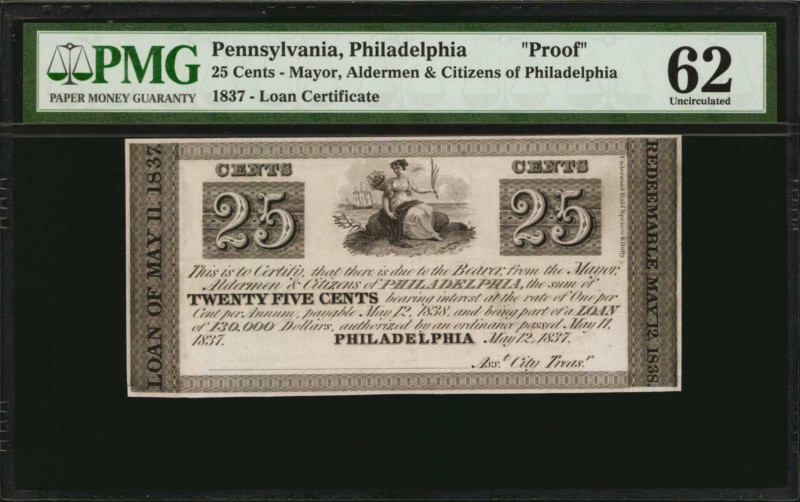 PMG
PAPER MONEY GUARANTY
Pennsylvania, Philadelphia "Proof"
25 Cents - Mayor, Aldermen & Citizens of Philadelphia
1837 - Loan Certificate
62
Uncirculated
LOAN OF MAY 11. 1837.
CENTS
25
CENTS
25
Underwood Bald Spencer & Hufty
REDEEMABLE MAY 12, 1838.
This is to Certify, that there is due to the Bearer, from the Mayor,
Aldermen & Citizens of PHILADELPHIA, the sum of
TWENTY FIVE CENTS bearing interest at the rate of One per
Cent per Annum, payable May 12, 1838, and being part of a LOAN
of 130.000 Dollars, authorized by an ordinance passed May 11.
1837. PHILADELPHIA May 12, 1837.
Ass.t City Treas.r